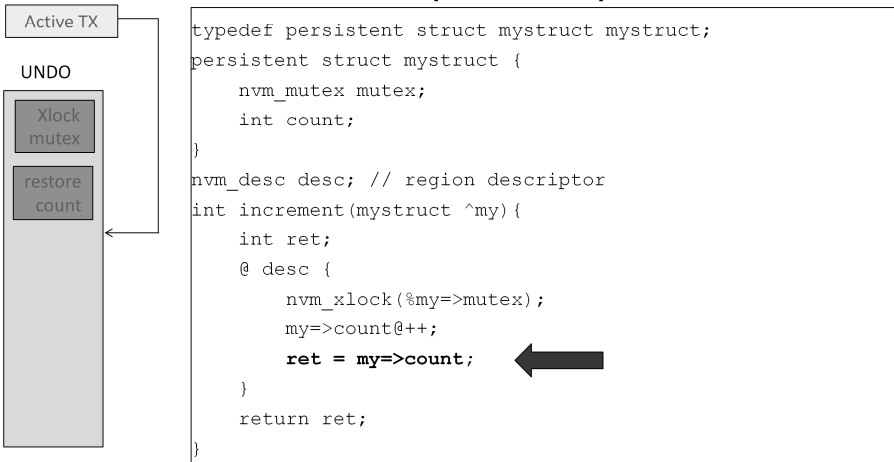 Active TX
UNDO
Xlock
mutex
restore
count
typedef persistent struct mystruct mystruct;
persistent struct mystruct {
    nvm_mutex mutex;
    int count;
}
nvm_desc desc; // region descriptor
int increment(mystruct ^my){
    int ret;
    @ desc {
        nvm_xlock(%my=>mutex);
        my=>count@++;
        ret = my=>count;
    }
    return ret;
}